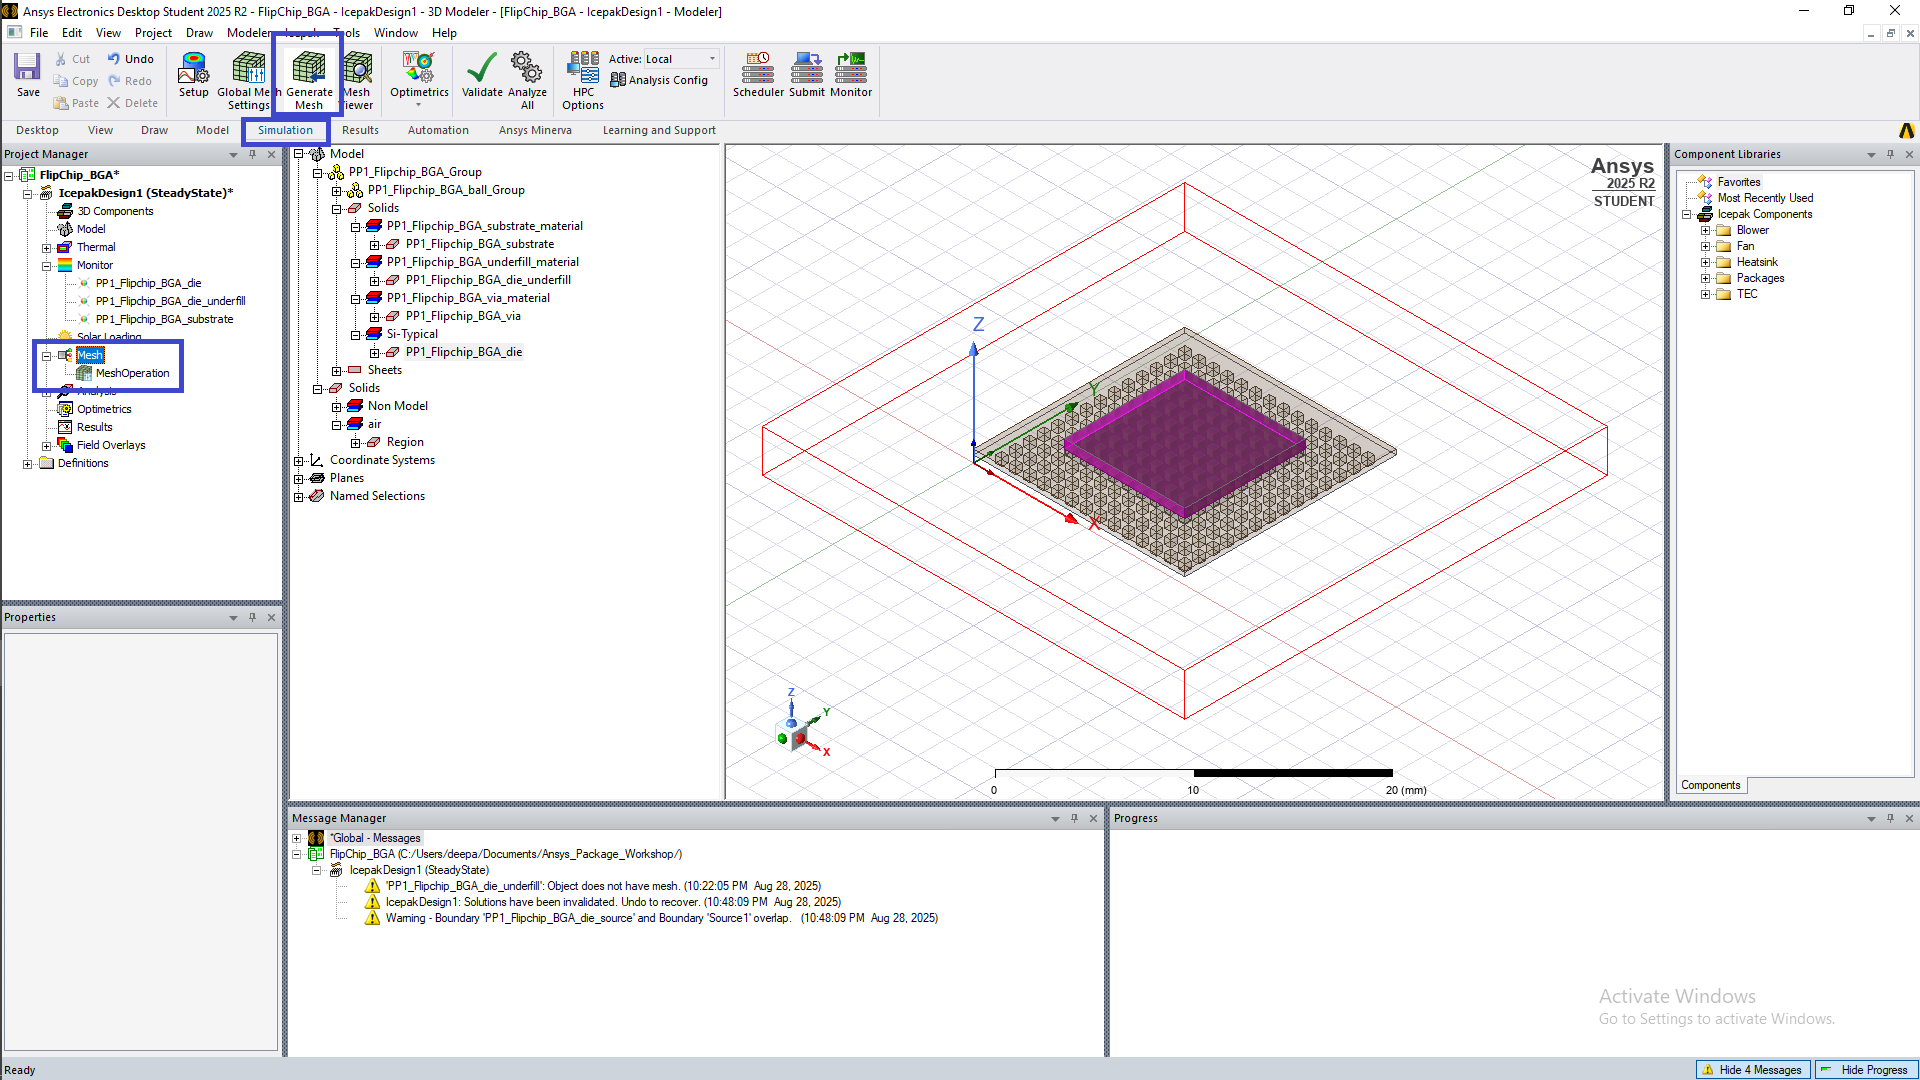 Ansys Electronics Desktop Student 2025 R2 - FlipChip_BGA - IcepakDesign1 - 3D Modeler - [FlipChip_BGA - IcepakDesign1 - Modeler]
File Edit View Project Draw Modeler Icepak Tools Window Help
Save
Cut
Copy
Paste
Undo
Redo
Delete
Setup
Global Mesh
Settings
Generate
Mesh
Mesh
Viewer
Optimetrics
Validate
Analyze
All
HPC
Options
Active: Local
Analysis Config
Scheduler
Submit
Monitor
Desktop View Draw Model Simulation Results Automation Ansys Minerva Learning and Support
Project Manager
FlipChip_BGA*
IcepakDesign1 (SteadyState)*
3D Components
Model
Thermal
Monitor
PP1_Flipchip_BGA_die
PP1_Flipchip_BGA_die_underfill
PP1_Flipchip_BGA_substrate
Solar Loading
Mesh
MeshOperation
Analysis
Optimetrics
Results
Field Overlays
Definitions
Properties
Model
PP1_Flipchip_BGA_Group
PP1_Flipchip_BGA_ball_Group
Solids
PP1_Flipchip_BGA_substrate_material
PP1_Flipchip_BGA_substrate
PP1_Flipchip_BGA_underfill_material
PP1_Flipchip_BGA_die_underfill
PP1_Flipchip_BGA_via_material
PP1_Flipchip_BGA_via
Si-Typical
PP1_Flipchip_BGA_die
Sheets
Solids
Non Model
air
Region
Coordinate Systems
Planes
Named Selections
Ansys
2025 R2
STUDENT
Z
Y
X
Z
Y
X
0 10 20 (mm)
Component Libraries
Favorites
Most Recently Used
Icepak Components
Blower
Fan
Heatsink
Packages
TEC
Components
Message Manager
*Global - Messages
FlipChip_BGA (C:/Users/deepa/Documents/Ansys_Package_Workshop/)
IcepakDesign1 (SteadyState)
'PP1_Flipchip_BGA_die_underfill': Object does not have mesh. (10:22:05 PM Aug 28, 2025)
IcepakDesign1: Solutions have been invalidated. Undo to recover. (10:48:09 PM Aug 28, 2025)
Warning - Boundary 'PP1_Flipchip_BGA_die_source' and Boundary 'Source1' overlap. (10:48:09 PM Aug 28, 2025)
Progress
Activate Windows
Go to Settings to activate Windows.
Ready
Hide 4 Messages
Hide Progress